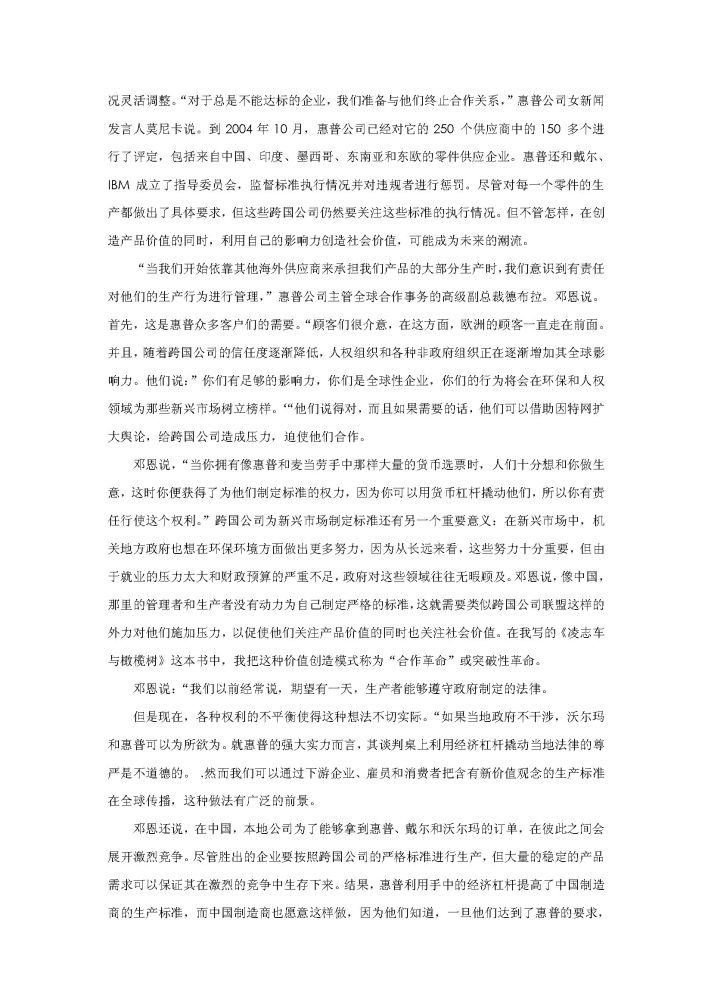 况灵活调整。“对于总是不能达标的企业，我们准备与他们终止合作关系，”惠普公司女新闻
发言人莫尼卡说。到 2004 年 10 月，惠普公司已经对它的 250 个供应商中的 150 多个进
行了评定，包括来自中国、印度、墨西哥、东南亚和东欧的零件供应企业。惠普还和戴尔、
IBM 成立了指导委员会，监督标准执行情况并对违规者进行惩罚。尽管对每一个零件的生
产都做出了具体要求，但这些跨国公司仍然要关注这些标准的执行情况。但不管怎样，在创
造产品价值的同时，利用自己的影响力创造社会价值，可能成为未来的潮流。
“当我们开始依靠其他海外供应商来承担我们产品的大部分生产时，我们意识到有责任
对他们的生产行为进行管理，”惠普公司主管全球合作事务的高级副总裁德布拉。邓恩说。
首先，这是惠普众多客户们的需要。“顾客们很介意，在这方面，欧洲的顾客一直走在前面。
并且，随着跨国公司的信任度逐渐降低，人权组织和各种非政府组织正在逐渐增加其全球影
响力。他们说：”你们有足够的影响力，你们是全球性企业，你们的行为将会在环保和人权
领域为那些新兴市场树立榜样。‘“他们说得对，而且如果需要的话，他们可以借助因特网扩
大舆论，给跨国公司造成压力，迫使他们合作。
邓恩说，“当你拥有像惠普和麦当劳手中那样大量的货币选票时，人们十分想和你做生
意，这时你便获得了为他们制定标准的权力，因为你可以用货币杠杆撬动他们，所以你有责
任行使这个权利。”跨国公司为新兴市场制定标准还有另一个重要意义：在新兴市场中，机
关地方政府也想在环保环境方面做出更多努力，因为从长远来看，这些努力十分重要，但由
于就业的压力太大和财政预算的严重不足，政府对这些领域往往无暇顾及。邓恩说，像中国，
那里的管理者和生产者没有动力为自己制定严格的标准，这就需要类似跨国公司联盟这样的
外力对他们施加压力，以促使他们关注产品价值的同时也关注社会价值。在我写的《凌志车
与橄榄树》这本书中，我把这种价值创造模式称为“合作革命”或突破性革命。
邓恩说：“我们以前经常说，期望有一天，生产者能够遵守政府制定的法律。
但是现在，各种权利的不平衡使得这种想法不切实际。“如果当地政府不干涉，沃尔玛
和惠普可以为所欲为。就惠普的强大实力而言，其谈判桌上利用经济杠杆撬动当地法律的尊
严是不道德的。 .然而我们可以通过下游企业、雇员和消费者把含有新价值观念的生产标准
在全球传播，这种做法有广泛的前景。
邓恩还说，在中国，本地公司为了能够拿到惠普、戴尔和沃尔玛的订单，在彼此之间会
展开激烈竞争。尽管胜出的企业要按照跨国公司的严格标准进行生产，但大量的稳定的产品
需求可以保证其在激烈的竞争中生存下来。结果，惠普利用手中的经济杠杆提高了中国制造
商的生产标准，而中国制造商也愿意这样做，因为他们知道，一旦他们达到了惠普的要求，